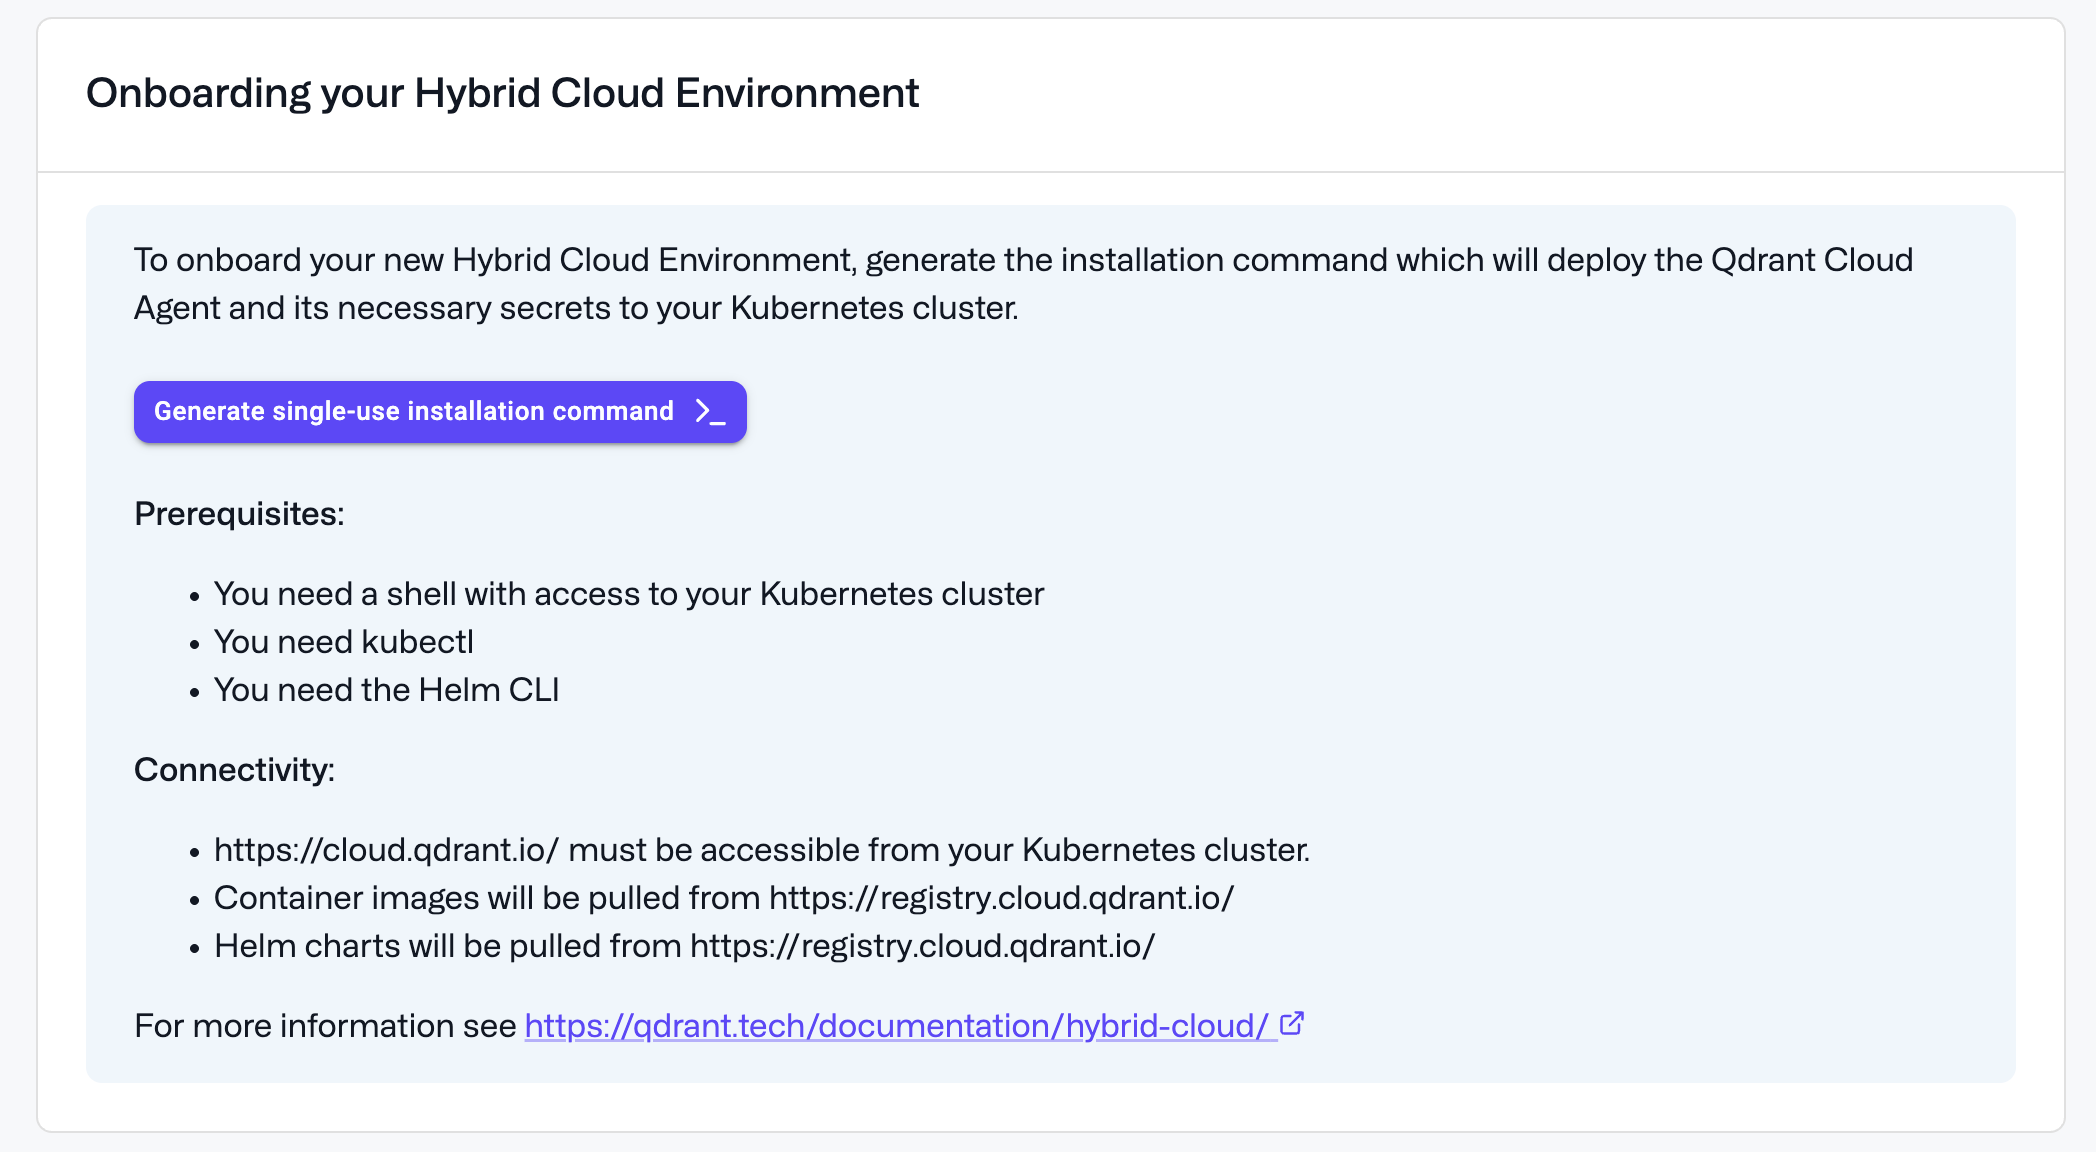 Onboarding your Hybrid Cloud Environment
To onboard your new Hybrid Cloud Environment, generate the installation command which will deploy the Qdrant Cloud
Agent and its necessary secrets to your Kubernetes cluster.
Generate single-use installation command >_
Prerequisites:
• You need a shell with access to your Kubernetes cluster
• You need kubectl
• You need the Helm CLI
Connectivity:
• https://cloud.qdrant.io/ must be accessible from your Kubernetes cluster.
• Container images will be pulled from https://registry.cloud.qdrant.io/
• Helm charts will be pulled from https://registry.cloud.qdrant.io/
For more information see https://qdrant.tech/documentation/hybrid-cloud/